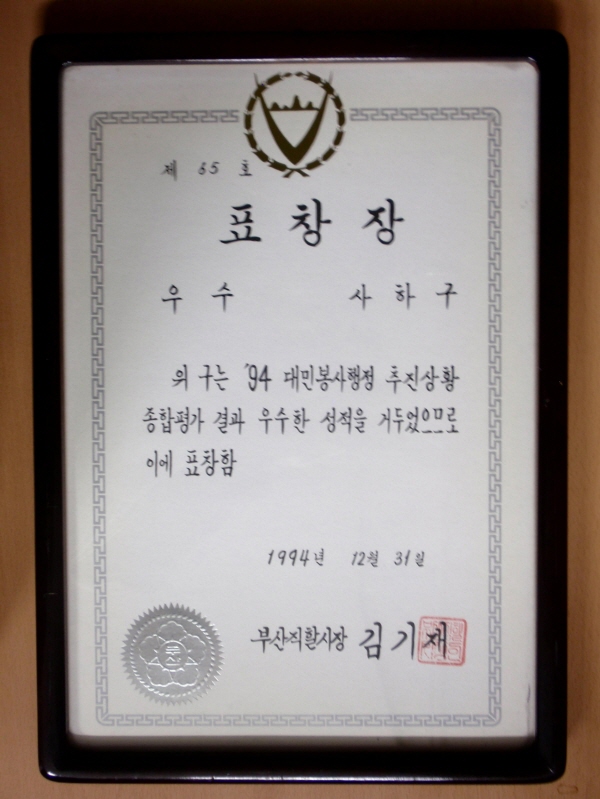 제 65 호
표 창 장
우 수 사 하 구
위 구는 '94 대민봉사행정 추진상황
종합평가 결과 우수한 성적을 거두었으므로
이에 표창함
1994년 12월 31일
부산직할시장 김기재